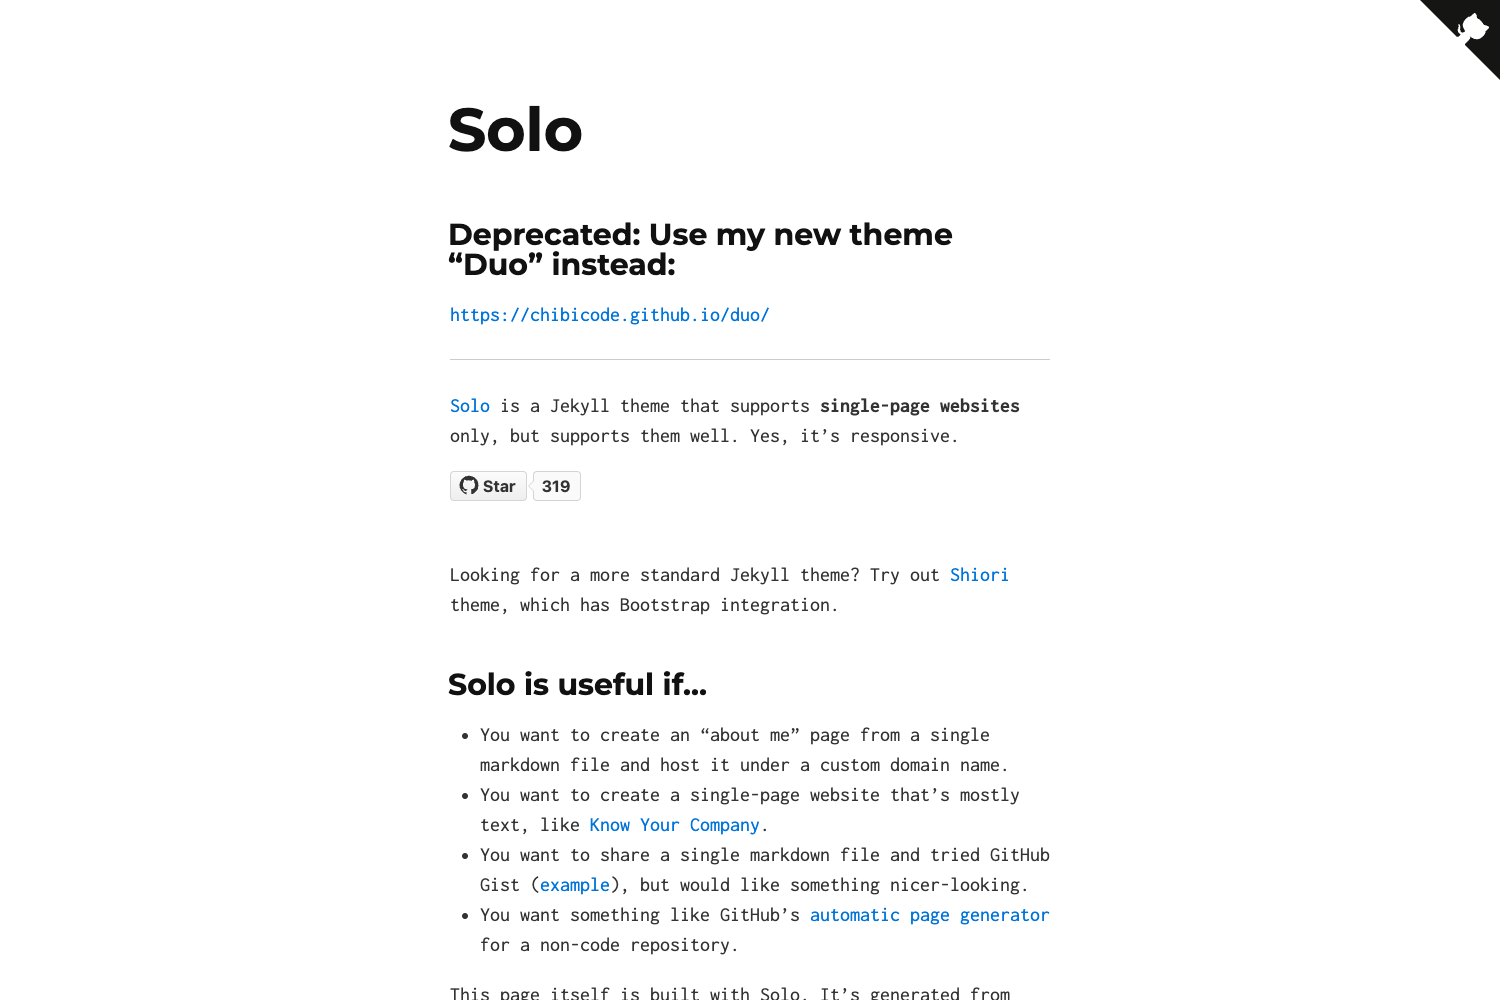 Solo
Deprecated: Use my new theme
“Duo” instead:
https://chibicode.github.io/duo/
Solo is a Jekyll theme that supports single-page websites
only, but supports them well. Yes, it’s responsive.
Star 319
Looking for a more standard Jekyll theme? Try out Shiori
theme, which has Bootstrap integration.
Solo is useful if…
• You want to create an “about me” page from a single
markdown file and host it under a custom domain name.
• You want to create a single-page website that’s mostly
text, like Know Your Company.
• You want to share a single markdown file and tried GitHub
Gist (example), but would like something nicer-looking.
• You want something like GitHub’s automatic page generator
for a non-code repository.
This page itself is built with Solo. It’s generated from